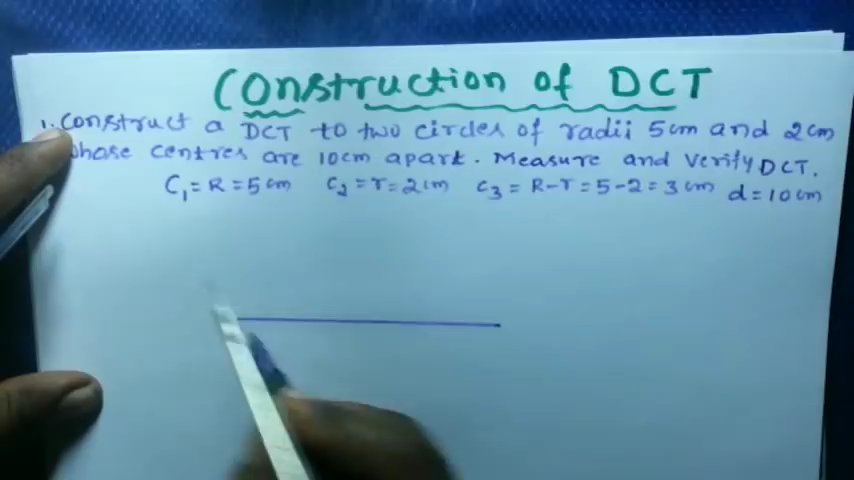 Construction of DCT
1. Construct a DCT to two circles of radii 5cm and 2cm
whose centres are 10cm apart. Measure and verify DCT.
C₁ = R = 5cm C₂ = r = 2cm C₃ = R-r = 5-2 = 3cm d = 10cm